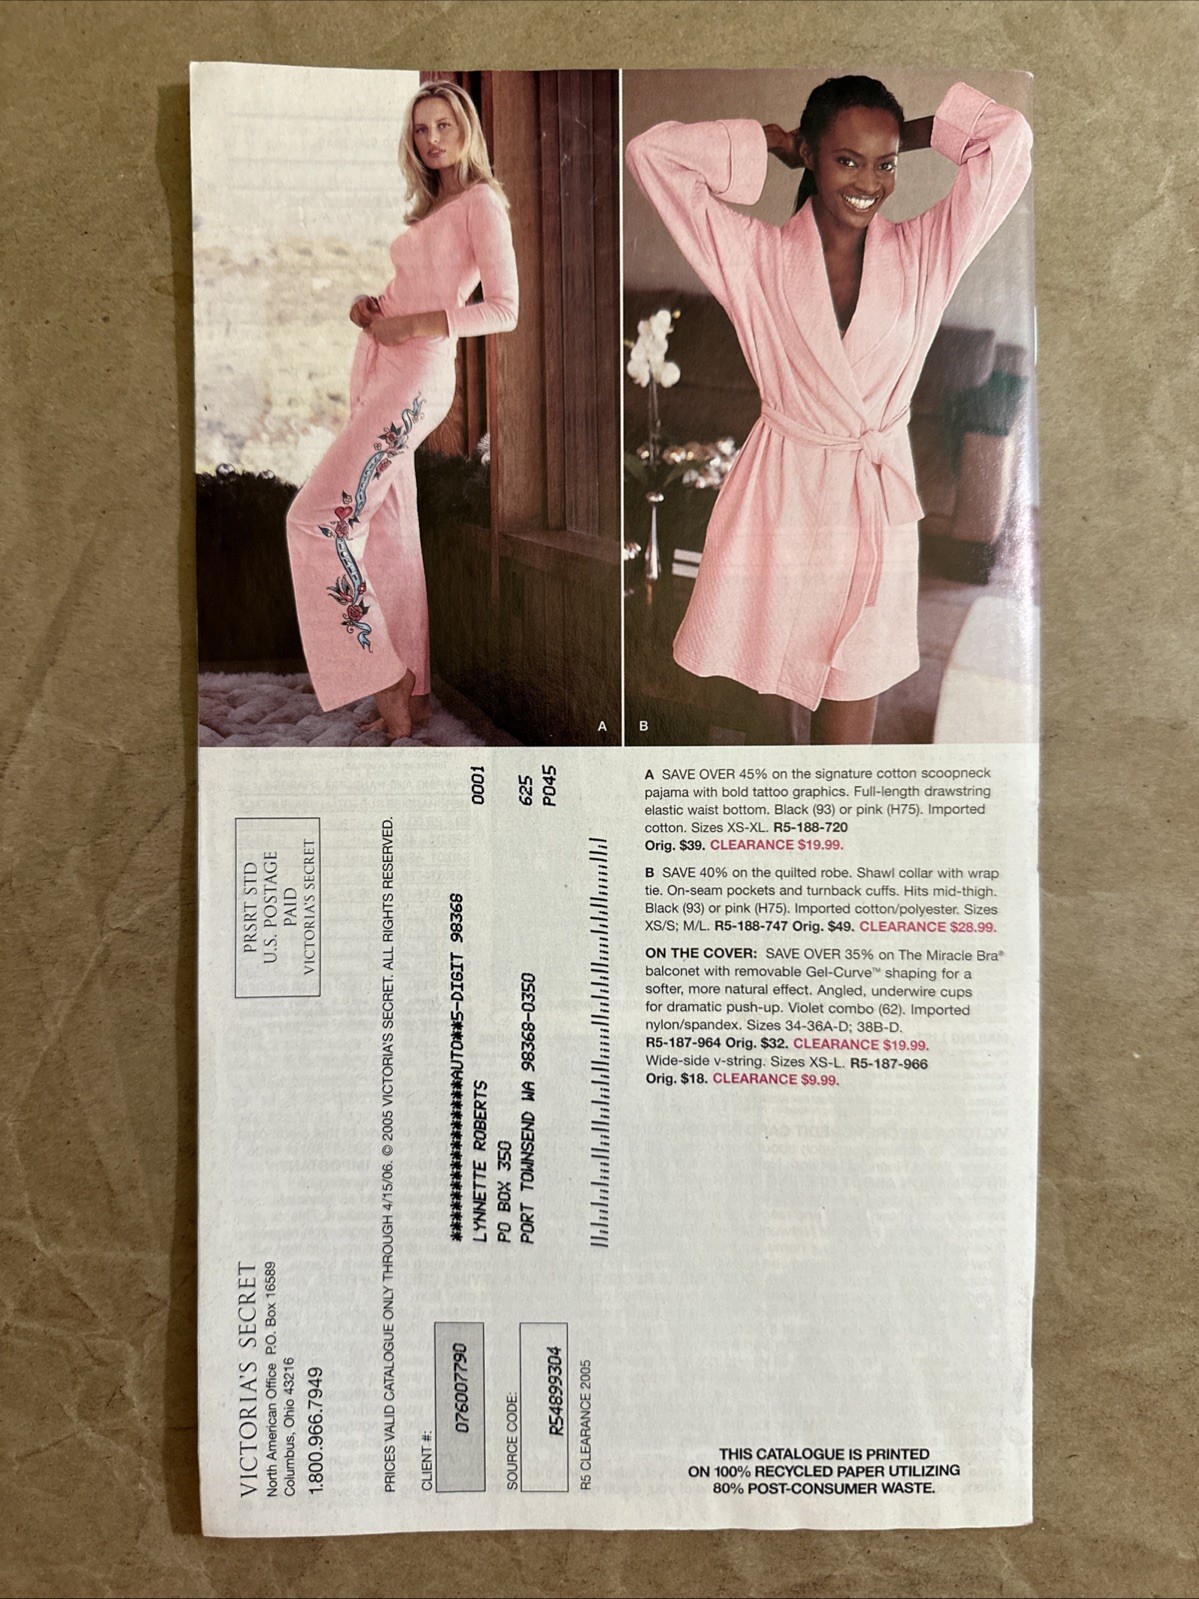 A
B
A SAVE OVER 45% on the signature cotton scoopneck
pajama with bold tattoo graphics. Full-length drawstring
elastic waist bottom. Black (93) or pink (H75). Imported
cotton. Sizes XS-XL. R5-188-720
Orig. $39. CLEARANCE $19.99.
B SAVE 40% on the quilted robe. Shawl collar with wrap
tie. On-seam pockets and turnback cuffs. Hits mid-thigh.
Black (93) or pink (H75). Imported cotton/polyester. Sizes
XS/S; M/L. R5-188-747 Orig. $49. CLEARANCE $28.99.
ON THE COVER: SAVE OVER 35% on The Miracle Bra®
balconet with removable Gel-Curve™ shaping for a
softer, more natural effect. Angled, underwire cups
for dramatic push-up. Violet combo (62). Imported
nylon/spandex. Sizes 34-36A-D; 38B-D.
R5-187-964 Orig. $32. CLEARANCE $19.99.
Wide-side v-string. Sizes XS-L. R5-187-966
Orig. $18. CLEARANCE $9.99.
THIS CATALOGUE IS PRINTED
ON 100% RECYCLED PAPER UTILIZING
80% POST-CONSUMER WASTE.
VICTORIA'S SECRET
North American Office P.O. Box 16589
Columbus, Ohio 43216
1.800.966.7949
PRSRT STD
U.S. POSTAGE
PAID
VICTORIA'S SECRET
PRICES VALID CATALOGUE ONLY THROUGH 4/15/06. © 2005 VICTORIA'S SECRET. ALL RIGHTS RESERVED.
CLIENT #:
076007790
SOURCE CODE:
R54899304
R5 CLEARANCE 2005
**************AUTO**5-DIGIT 98368
LYNNETTE ROBERTS 0001
PO BOX 350
PORT TOWNSEND WA 98368-0350 625
P045